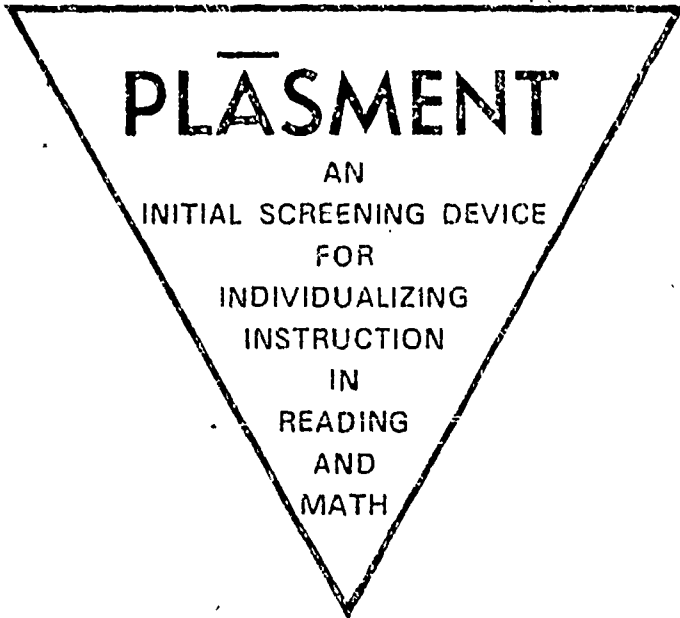 PLĀSMENT
AN
INITIAL SCREENING DEVICE
FOR
INDIVIDUALIZING
INSTRUCTION
IN
READING
AND
MATH